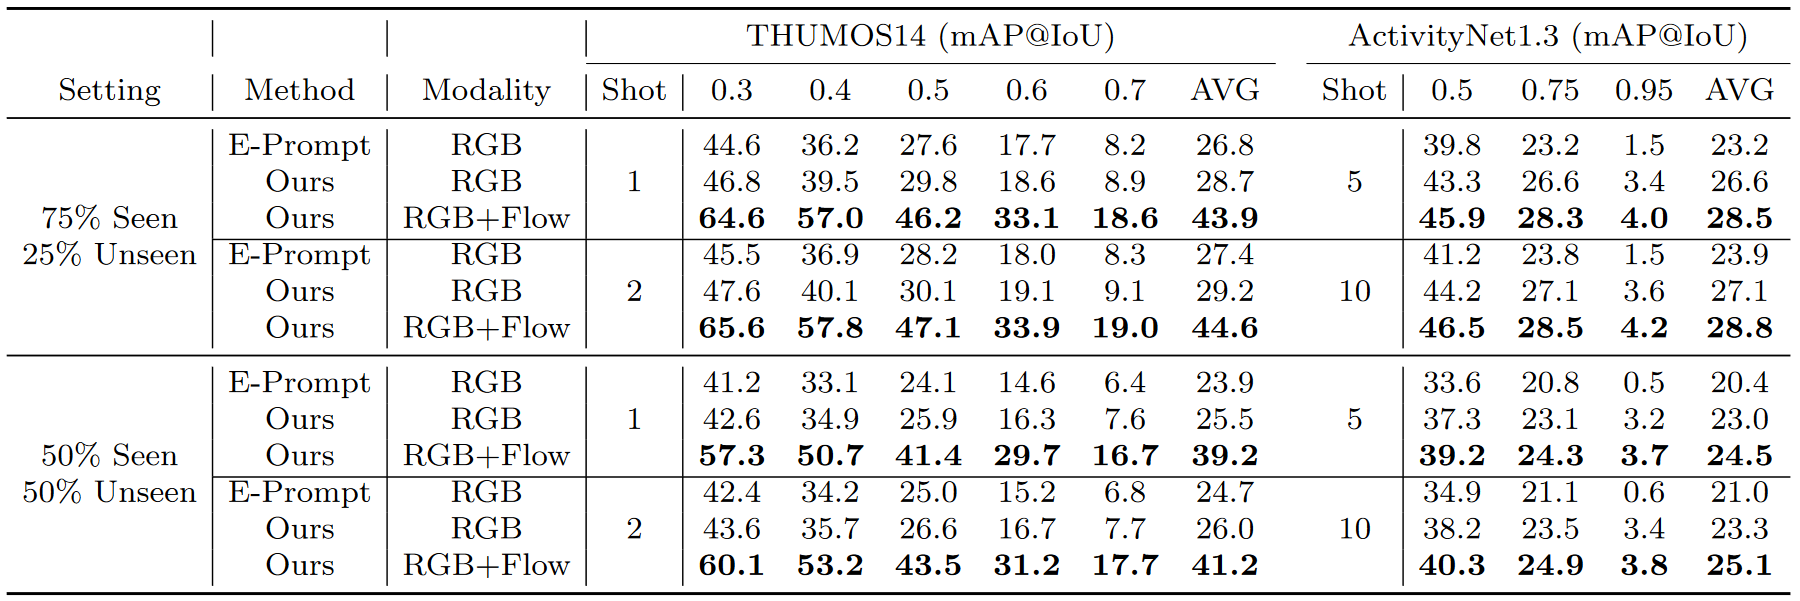 THUMOS14 (mAP@IoU) ActivityNet1.3 (mAP@IoU)
Setting Method Modality Shot 0.3 0.4 0.5 0.6 0.7 AVG Shot 0.5 0.75 0.95 AVG
E-Prompt RGB 44.6 36.2 27.6 17.7 8.2 26.8 39.8 23.2 1.5 23.2
Ours RGB 1 46.8 39.5 29.8 18.6 8.9 28.7 5 43.3 26.6 3.4 26.6
75% Seen Ours RGB+Flow 64.6 57.0 46.2 33.1 18.6 43.9 45.9 28.3 4.0 28.5
25% Unseen E-Prompt RGB 45.5 36.9 28.2 18.0 8.3 27.4 41.2 23.8 1.5 23.9
Ours RGB 2 47.6 40.1 30.1 19.1 9.1 29.2 10 44.2 27.1 3.6 27.1
Ours RGB+Flow 65.6 57.8 47.1 33.9 19.0 44.6 46.5 28.5 4.2 28.8
E-Prompt RGB 41.2 33.1 24.1 14.6 6.4 23.9 33.6 20.8 0.5 20.4
Ours RGB 1 42.6 34.9 25.9 16.3 7.6 25.5 5 37.3 23.1 3.2 23.0
50% Seen Ours RGB+Flow 57.3 50.7 41.4 29.7 16.7 39.2 39.2 24.3 3.7 24.5
50% Unseen E-Prompt RGB 42.4 34.2 25.0 15.2 6.8 24.7 34.9 21.1 0.6 21.0
Ours RGB 2 43.6 35.7 26.6 16.7 7.7 26.0 10 38.2 23.5 3.4 23.3
Ours RGB+Flow 60.1 53.2 43.5 31.2 17.7 41.2 40.3 24.9 3.8 25.1